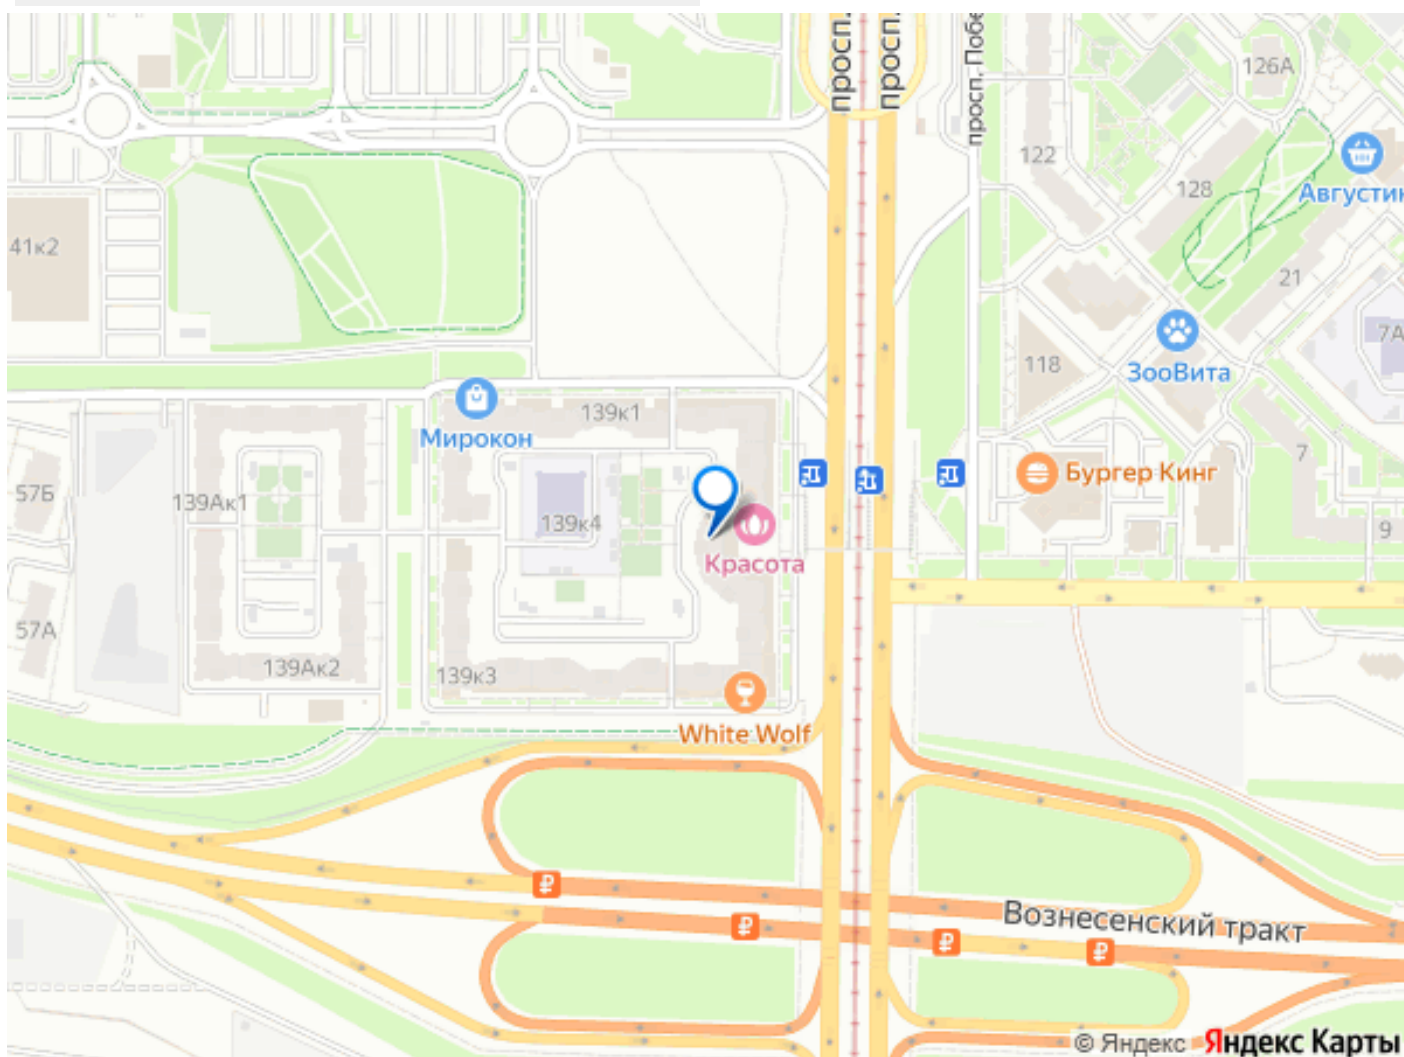 просп.
просп.
просп. Побе
126А
122
128
Августин
41к2
21
7А
118
ЗооВита
139к1
Мирокон
7
57Б
139Ак1
139к4
Бургер Кинг
9
Красота
57А
139Ак2
139к3
White Wolf
Вознесенский тракт
© Яндекс Яндекс Карты